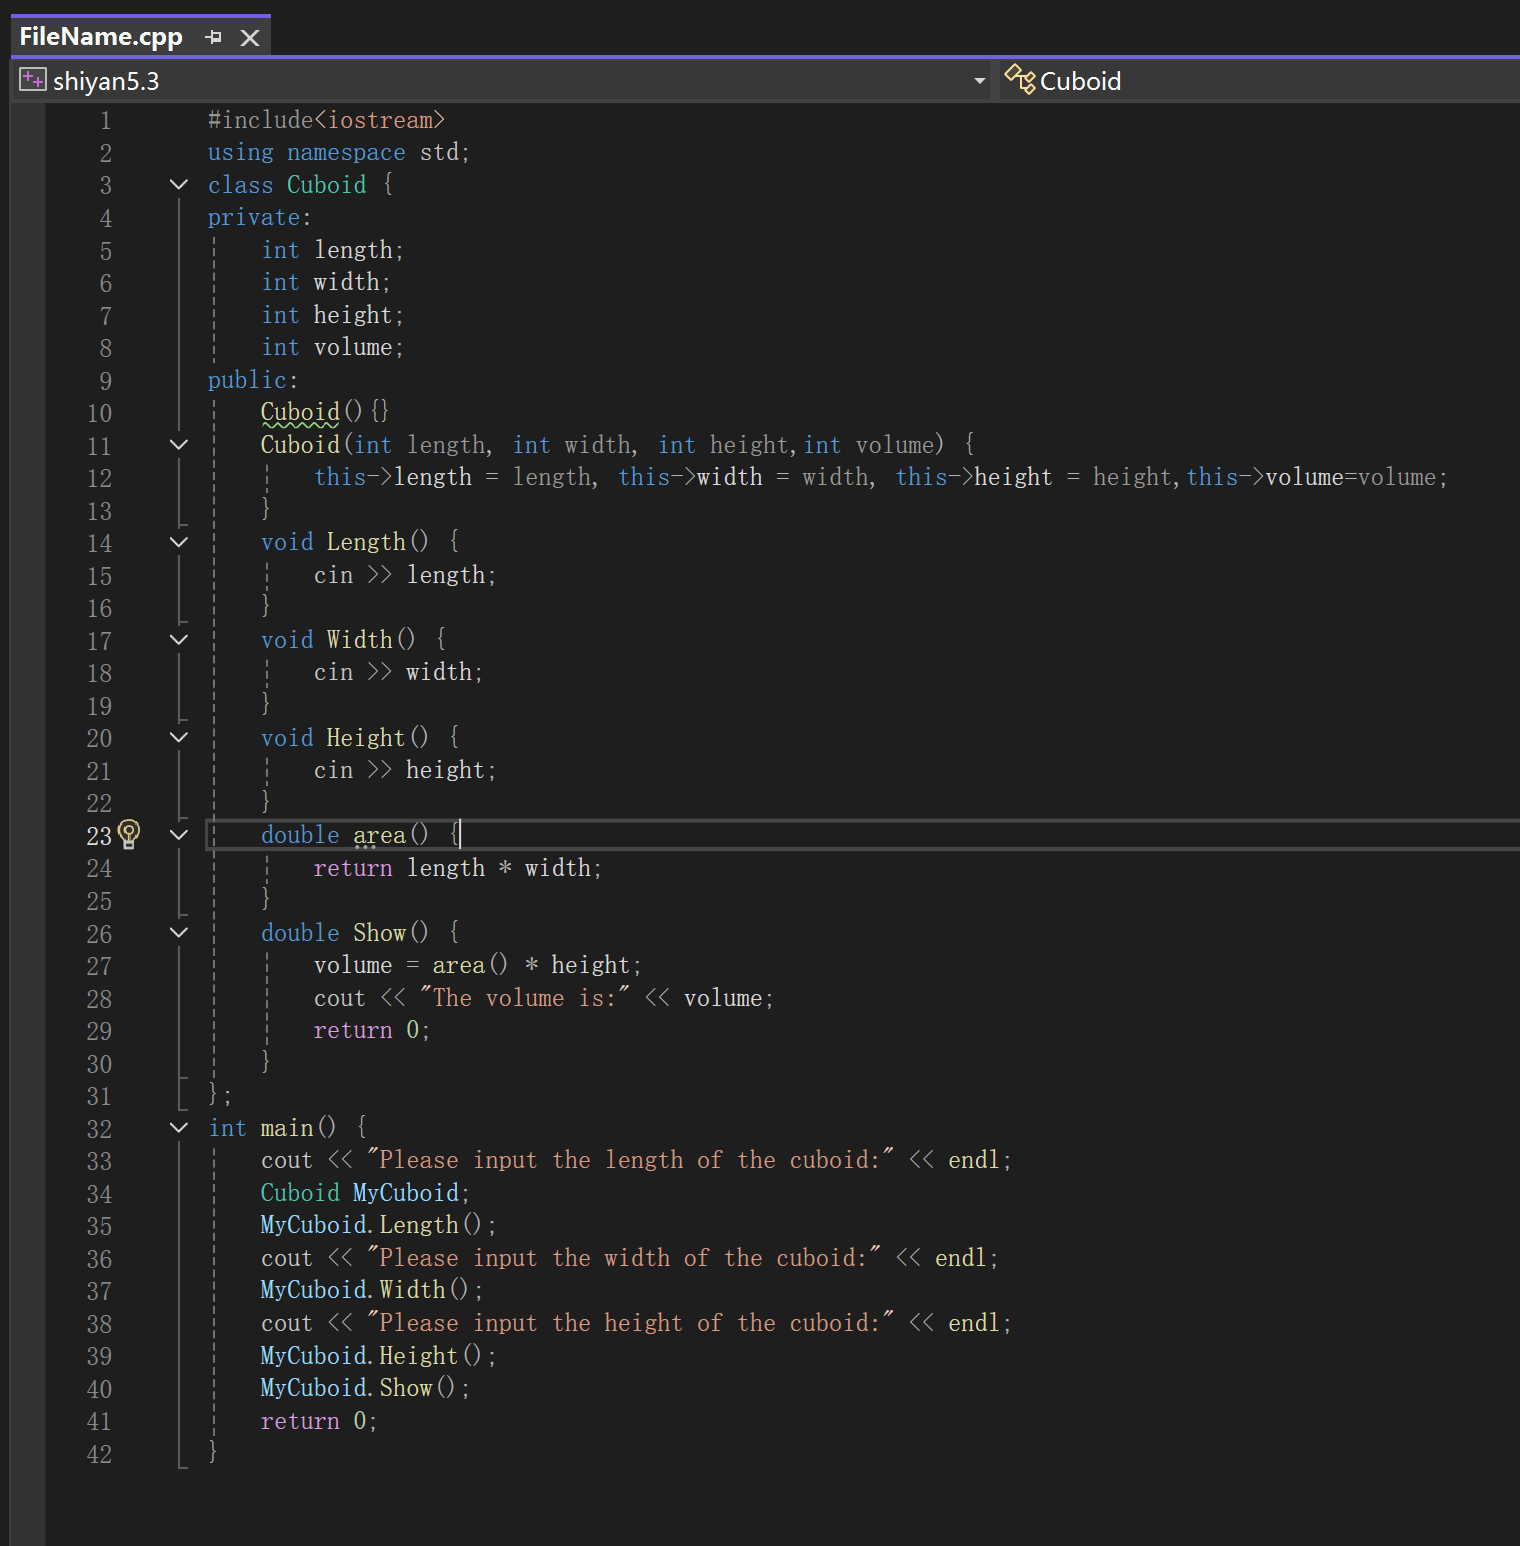 FileName.cpp
shiyan5.3 Cuboid
1 #include<iostream>
2 using namespace std;
3 class Cuboid {
4 private:
5 int length;
6 int width;
7 int height;
8 int volume;
9 public:
10 Cuboid(){}
11 Cuboid(int length, int width, int height,int volume) {
12 this->length = length, this->width = width, this->height = height,this->volume=volume;
13 }
14 void Length() {
15 cin >> length;
16 }
17 void Width() {
18 cin >> width;
19 }
20 void Height() {
21 cin >> height;
22 }
23 double area() {
24 return length * width;
25 }
26 double Show() {
27 volume = area() * height;
28 cout << "The volume is:" << volume;
29 return 0;
30 }
31 };
32 int main() {
33 cout << "Please input the length of the cuboid:" << endl;
34 Cuboid MyCuboid;
35 MyCuboid.Length();
36 cout << "Please input the width of the cuboid:" << endl;
37 MyCuboid.Width();
38 cout << "Please input the height of the cuboid:" << endl;
39 MyCuboid.Height();
40 MyCuboid.Show();
41 return 0;
42 }